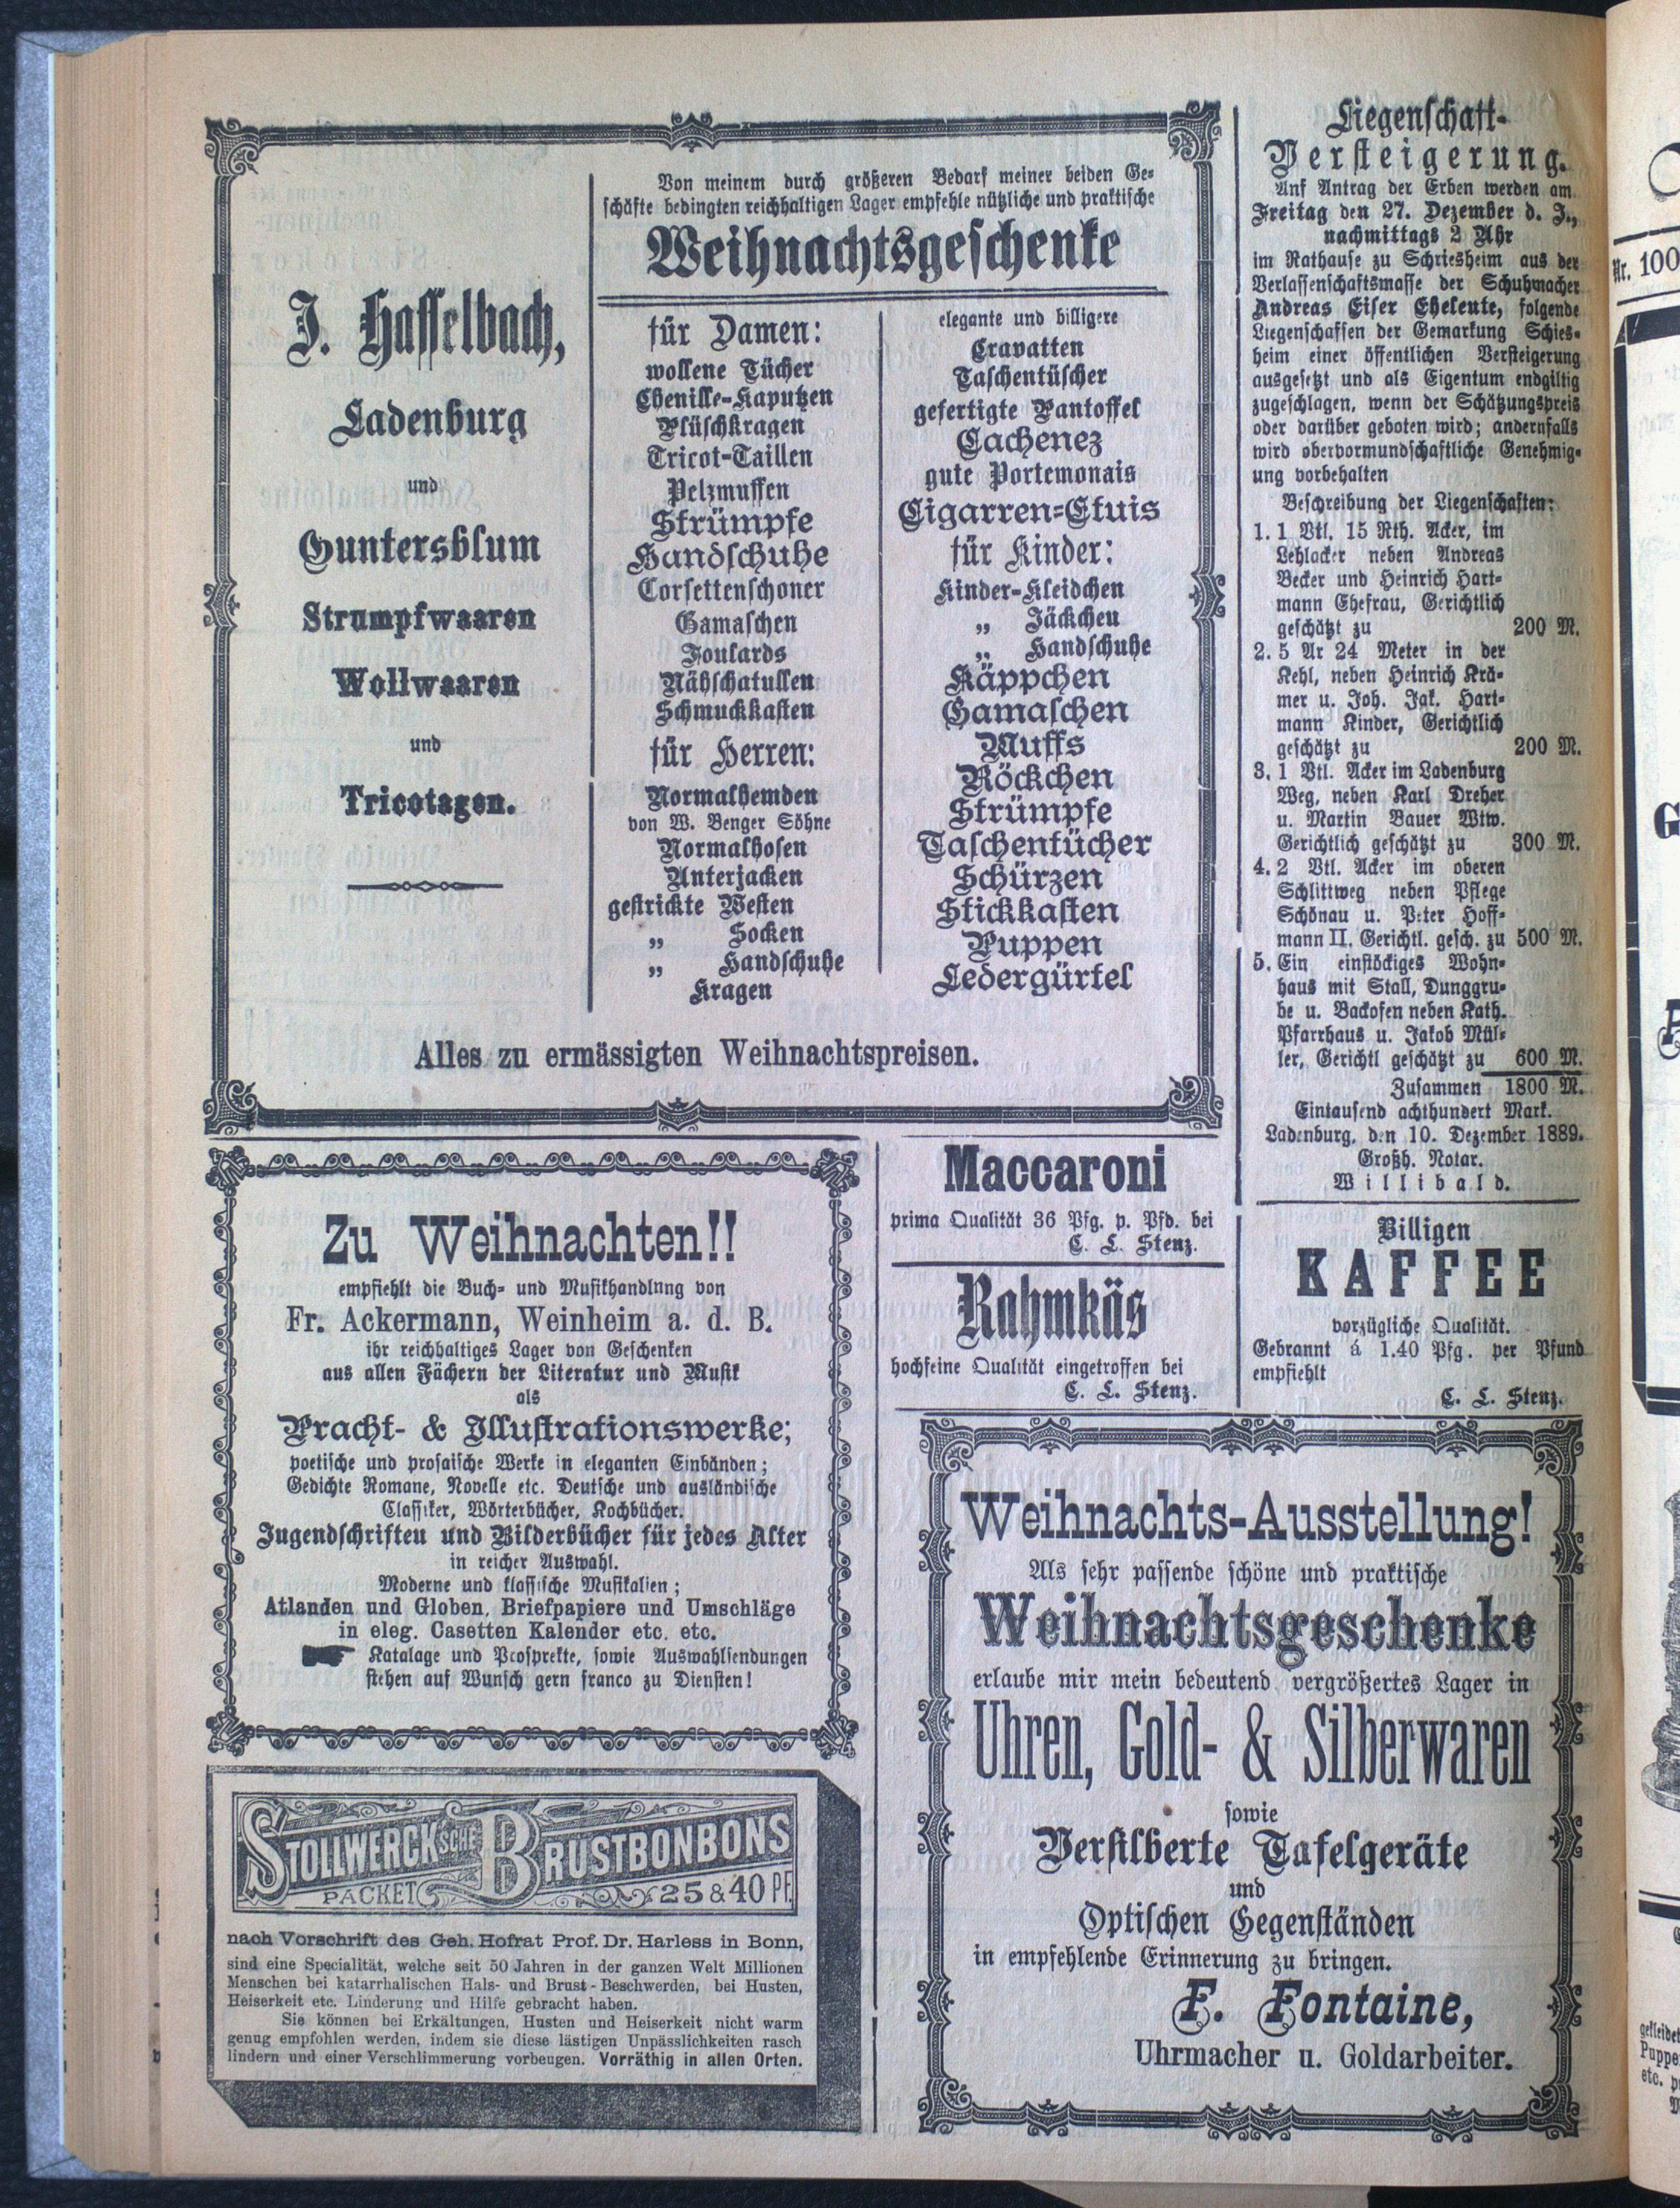 J. Hasselbach,
Ladenburg
und
Guntersblum
Strumpfwaaren
Wollwaaren
und
Tricotagen.
Von meinem durch größeren Bedarf meiner beiden Ge-
schäfte bedingten reichhaltigen Lager empfehle nützliche und praktische
Weihnachtsgeschenke
für Damen:
wollene Tücher
Chenille-Kaputzen
Plüschkragen
Tricot-Taillen
Pelzmuffen
Strümpfe
Handschuhe
Corsettenschoner
Gamaschen
Foulards
Nähschatullen
Schmuckkasten
für Herren:
Normalhemden
von W. Benger Söhne
Normalhosen
Unterjacken
gestrickte Westen
„ Socken
„ Handschuhe
Kragen
elegante und billigere
Cravatten
Taschentüscher
gefertigte Pantoffel
Cachenez
gute Portemonais
Cigarren-Etuis
für Kinder:
Kinder-Kleidchen
„ Jäckchen
„ Handschuhe
Käppchen
Gamaschen
Muffs
Röckchen
Strümpfe
Taschentücher
Schürzen
Stickkasten
Puppen
Ledergürtel
Alles zu ermässigten Weihnachtspreisen.
Zu Weihnachten!!
empfiehlt die Buch- und Musikhandlung von
Fr. Ackermann, Weinheim a. d. B.
ihr reichhaltiges Lager von Geschenken
aus allen Fächern der Literatur und Musik
als
Pracht- & Illustrationswerke;
poetische und prosaische Werke in eleganten Einbänden;
Gedichte Romane, Novelle etc. Deutsche und ausländische
Classiker, Wörterbücher, Kochbücher.
Jugendschriften und Bilderbücher für jedes Alter
in reicher Auswahl.
Moderne und klassische Musikalien;
Atlanden und Globen, Briefpapiere und Umschläge
in eleg. Casetten Kalender etc. etc.
Katalage und Prosprekte, sowie Auswahlsendungen
stehen auf Wunsch gern franco zu Diensten!
STOLLWERCK'SCHE BRUSTBONBONS
PACKET 25 & 40 PF.
nach Vorschrift des Geh. Hofrat Prof. Dr. Harless in Bonn,
sind eine Specialität, welche seit 50 Jahren in der ganzen Welt Millionen
Menschen bei katarrhalischen Hals- und Brust-Beschwerden, bei Husten,
Heiserkeit etc. Linderung und Hilfe gebracht haben.
Sie können bei Erkältungen, Husten und Heiserkeit nicht warm
genug empfohlen werden, indem sie diese lästigen Unpässlichkeiten rasch
lindern und einer Verschlimmerung vorbeugen. Vorräthig in allen Orten.
Maccaroni
prima Qualität 36 Pfg. p. Pfd. bei
C. L. Stenz.
Rahmkäs
hochfeine Qualität eingetroffen bei
C. L. Stenz.
Liegenschaft-
Versteigerung.
Auf Antrag der Erben werden am
Freitag den 27. Dezember d. J.,
nachmittags 2 Uhr
im Rathause zu Schriesheim aus der
Verlassenschaftsmasse der Schuhmacher
Andreas Eiser Eheleute, folgende
Liegenschaften der Gemarkung Schies-
heim einer öffentlichen Versteigerung
ausgesetzt und als Eigentum endgiltig
zugeschlagen, wenn der Schätzungspreis
oder darüber geboten wird; andernfalls
wird obervormundschaftliche Genehmig-
ung vorbehalten
Beschreibung der Liegenschaften:
1. 1 Vtl. 15 Rth. Acker, im
Lehlacker neben Andreas
Becker und Heinrich Hart-
mann Ehefrau, Gerichtlich
geschätzt zu 200 M.
2. 5 Ar 24 Meter in der
Kehl, neben Heinrich Krä-
mer u. Joh. Jak. Hart-
mann Kinder, Gerichtlich
geschätzt zu 200 M.
3. 1 Vtl. Acker im Ladenburg
Weg, neben Karl Dreher
u. Martin Bauer Wtw.
Gerichtlich geschätzt zu 300 M.
4. 2 Vtl. Acker im oberen
Schlittweg neben Pflege
Schönau u. Peter Hoff-
mann II. Gerichtl. gesch. zu 500 M.
5. Ein einstöckiges Wohn-
haus mit Stall, Dunggru-
be u. Backofen neben Kath.
Pfarrhaus u. Jakob Mül-
ler, Gerichtl geschätzt zu 600 M.
Zusammen 1800 M.
Eintausend achthundert Mark.
Ladenburg, den 10. Dezember 1889.
Großh. Notar.
Willibald.
Billigen
KAFFEE
vorzügliche Qualität.
Gebrannt á 1.40 Pfg. per Pfund
empfiehlt
C. L. Stenz.
Weihnachts-Ausstellung!
Als sehr passende schöne und praktische
Weihnachtsgeschenke
erlaube mir mein bedeutend vergrößertes Lager in
Uhren, Gold- & Silberwaren
sowie
Versilberte Tafelgeräte
und
Optischen Gegenständen
in empfehlende Erinnerung zu bringen.
F. Fontaine,
Uhrmacher u. Goldarbeiter.
Nr. 100